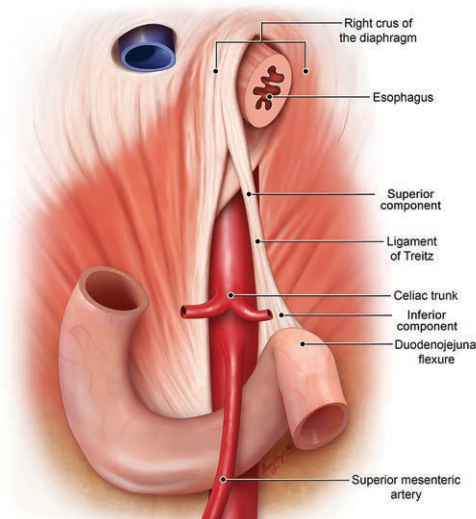 Right crus of
the diaphragm
Esophagus
Superior
component
Ligament
of Treitz
Celiac trunk
Inferior
component
Duodenojejuna
flexure
Superior mesenteric
artery